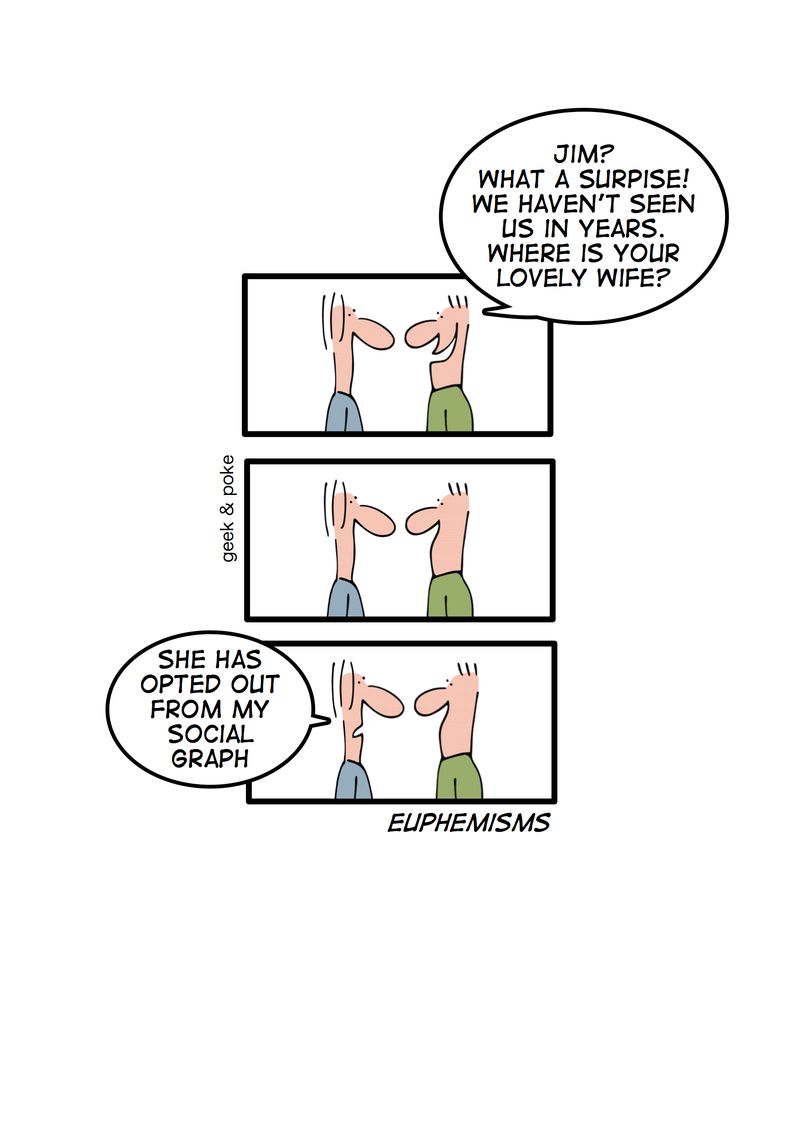 JIM?
WHAT A SURPISE!
WE HAVEN'T SEEN
US IN YEARS.
WHERE IS YOUR
LOVELY WIFE?
geek & poke
SHE HAS
OPTED OUT
FROM MY
SOCIAL
GRAPH
EUPHEMISMS